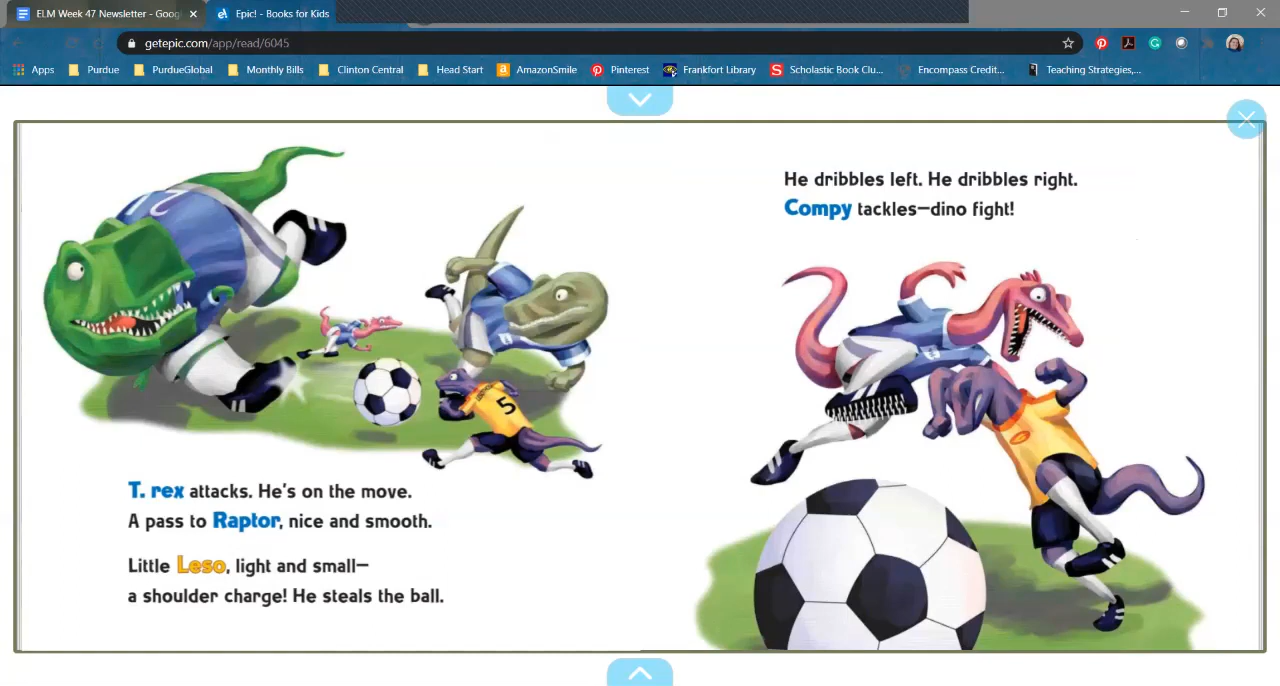 ELM Week 47 Newsletter - Goog
Epic! - Books for Kids
getepic.com/app/read/6045
Apps
Purdue
PurdueGlobal
Monthly Bills
Clinton Central
Head Start
AmazonSmile
Pinterest
Frankfort Library
Scholastic Book Clu...
Encompass Credit...
Teaching Strategies,...
T. rex attacks. He's on the move.
A pass to Raptor, nice and smooth.
Little Leso, light and small—
a shoulder charge! He steals the ball.
5
He dribbles left. He dribbles right.
Compy tackles—dino fight!